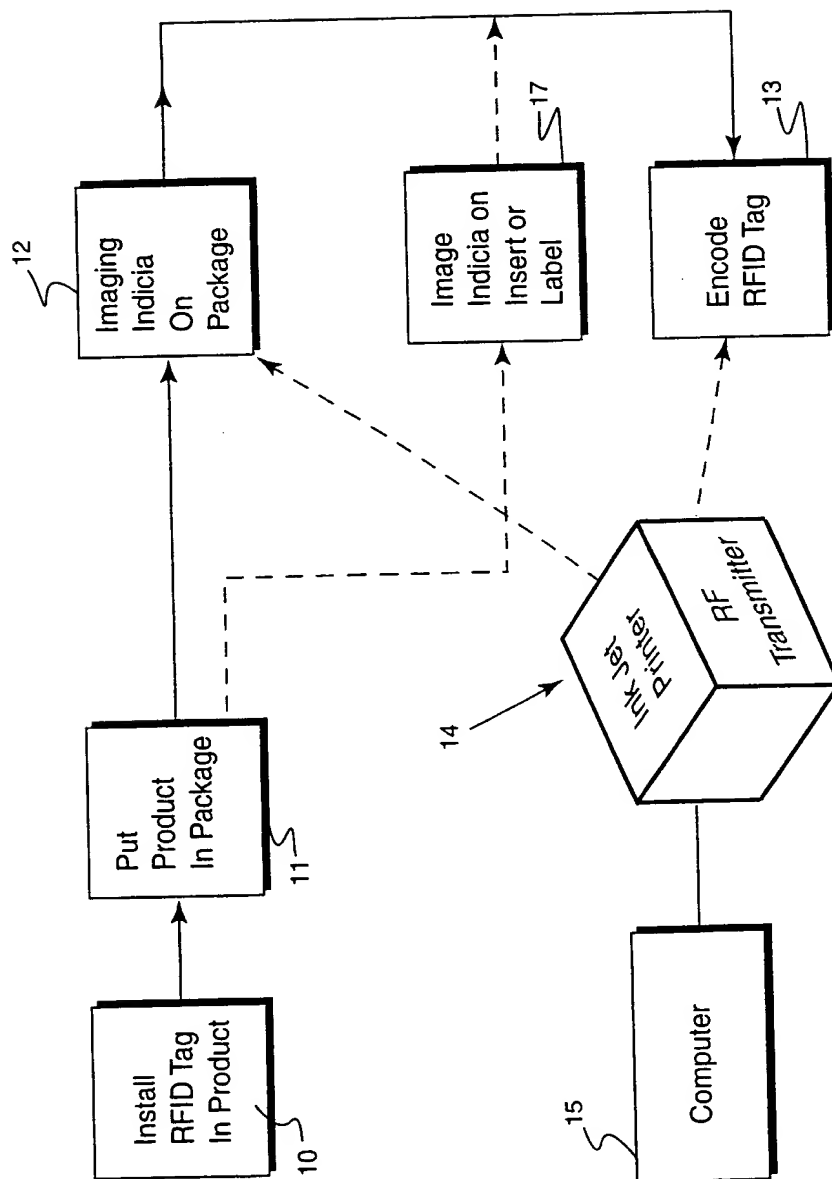 Install
RFID Tag
In Product
10
Put
Product
In Package
11
Imaging
Indicia
On
Package
12
Image
Indicia on
Insert or
Label
17
Encode
RFID Tag
13
Ink Jet
Printer
RF
Transmitter
14
Computer
15